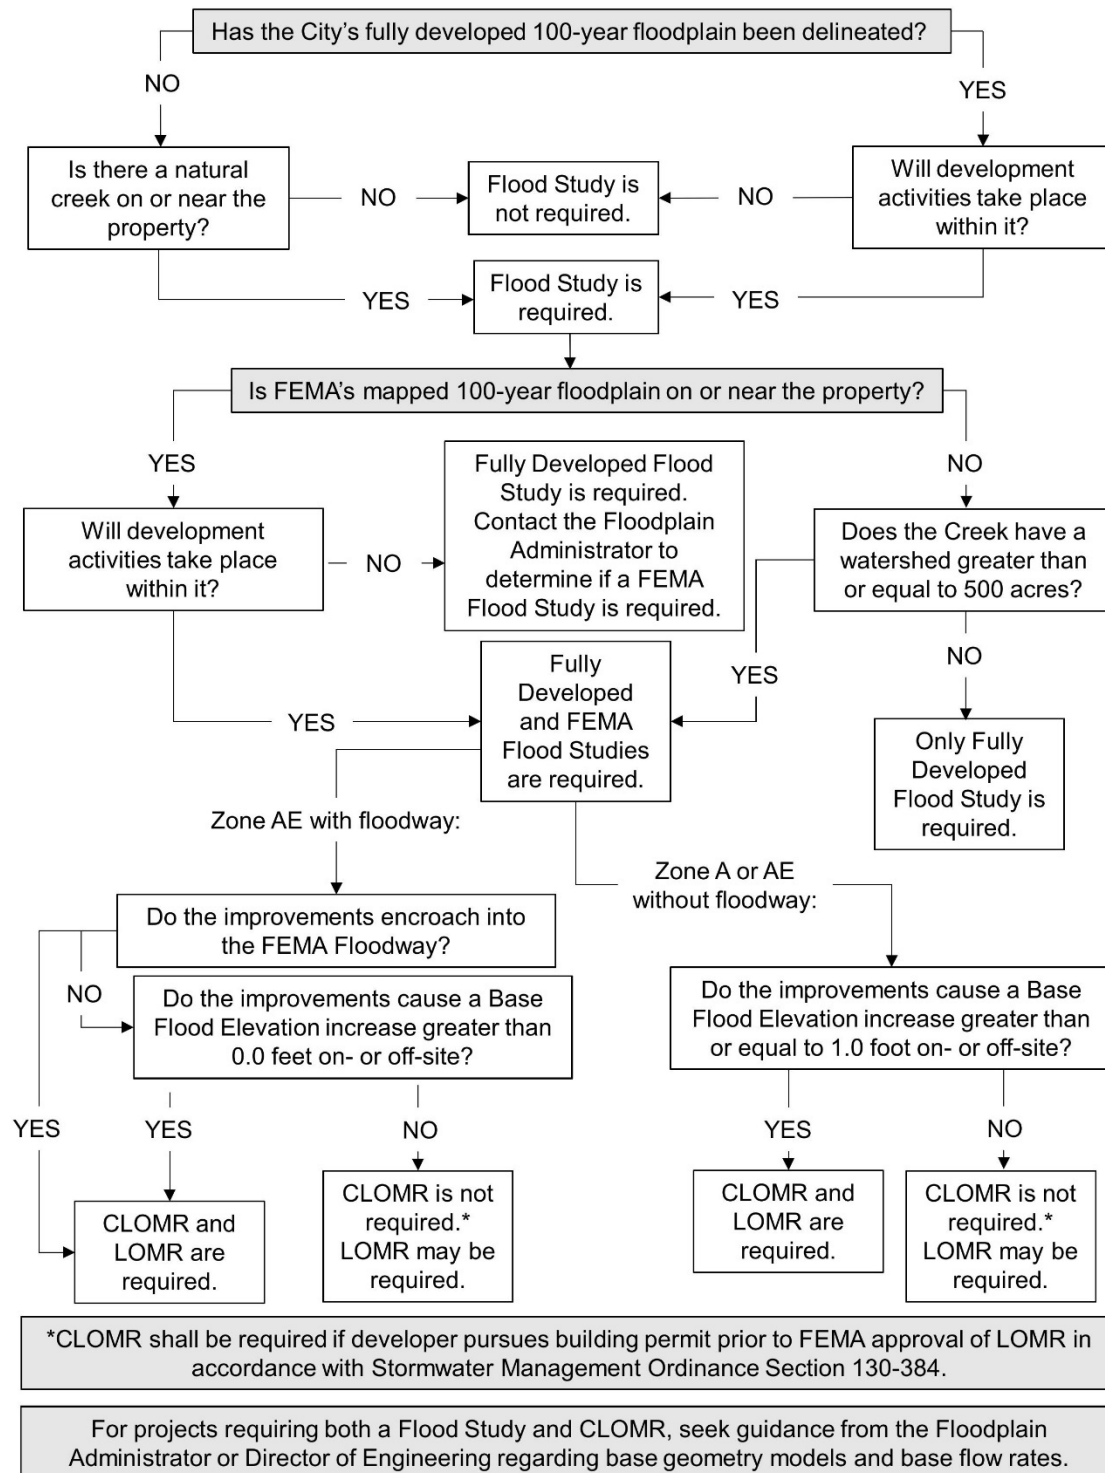 Has the City’s fully developed 100-year floodplain been delineated?
NO
YES
Is there a natural
creek on or near the
property?
NO
Flood Study is
not required.
NO
Will development
activities take place
within it?
YES
Flood Study is
required.
YES
Is FEMA’s mapped 100-year floodplain on or near the property?
YES
NO
Will development
activities take place
within it?
NO
Fully Developed Flood
Study is required.
Contact the Floodplain
Administrator to
determine if a FEMA
Flood Study is required.
Does the Creek have a
watershed greater than
or equal to 500 acres?
YES
NO
YES
Fully
Developed
and FEMA
Flood Studies
are required.
Only Fully
Developed
Flood Study is
required.
Zone AE with floodway:
Zone A or AE
without floodway:
Do the improvements encroach into
the FEMA Floodway?
NO
Do the improvements cause a Base
Flood Elevation increase greater than
0.0 feet on- or off-site?
Do the improvements cause a Base
Flood Elevation increase greater than
or equal to 1.0 foot on- or off-site?
YES
YES
NO
YES
NO
CLOMR and
LOMR are
required.
CLOMR is not
required.*
LOMR may be
required.
CLOMR and
LOMR are
required.
CLOMR is not
required.*
LOMR may be
required.
*CLOMR shall be required if developer pursues building permit prior to FEMA approval of LOMR in
accordance with Stormwater Management Ordinance Section 130-384.
For projects requiring both a Flood Study and CLOMR, seek guidance from the Floodplain
Administrator or Director of Engineering regarding base geometry models and base flow rates.